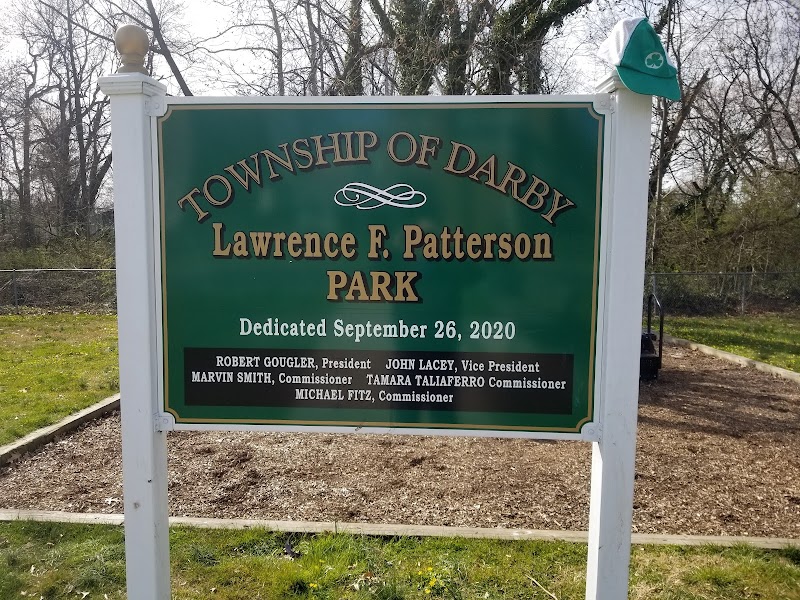 TOWNSHIP OF DARBY
Lawrence F. Patterson
PARK
Dedicated September 26, 2020
ROBERT GOUGLER, President JOHN LACEY, Vice President
MARVIN SMITH, Commissioner TAMARA TALIAFERRO Commissioner
MICHAEL FITZ, Commissioner